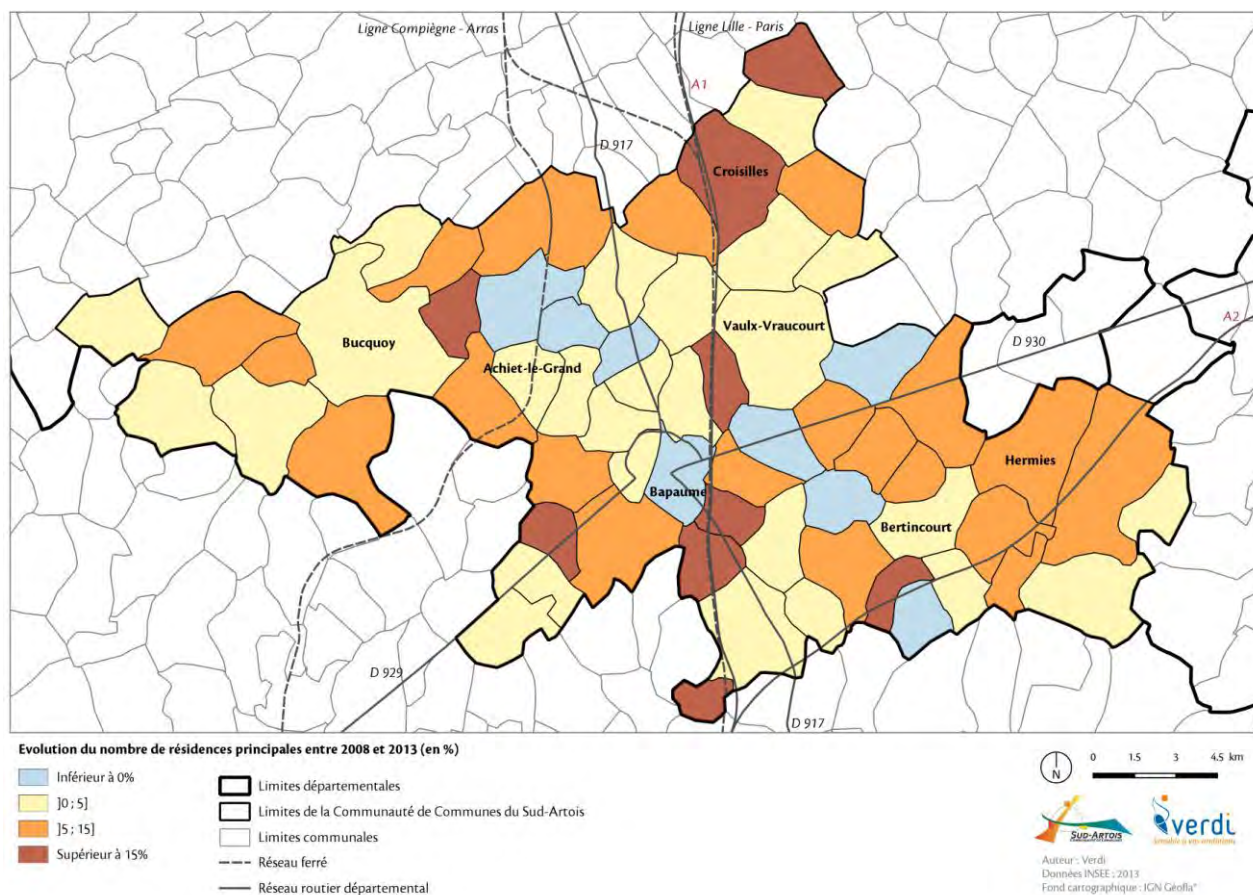 Ligne Compiègne - Arras
Ligne Lille - Paris
A1
D 917
Croisilles
Vaulx-Vraucourt
A2
D 930
Bucquoy
Achiet-le-Grand
Hermies
Bapaume
Bertincourt
D 929
D 917
Evolution du nombre de résidences principales entre 2008 et 2013 (en %)
Inférieur à 0%
]0 ; 5]
]5 ; 15]
Supérieur à 15%
Limites départementales
Limites de la Communauté de Communes du Sud-Artois
Limites communales
Réseau ferré
Réseau routier départemental
N
0 1.5 3 4.5 km
SUD-ARTOIS
verdi
Auteur : Verdi
Données INSEE ; 2013
Fond cartographique : IGN Géofla®